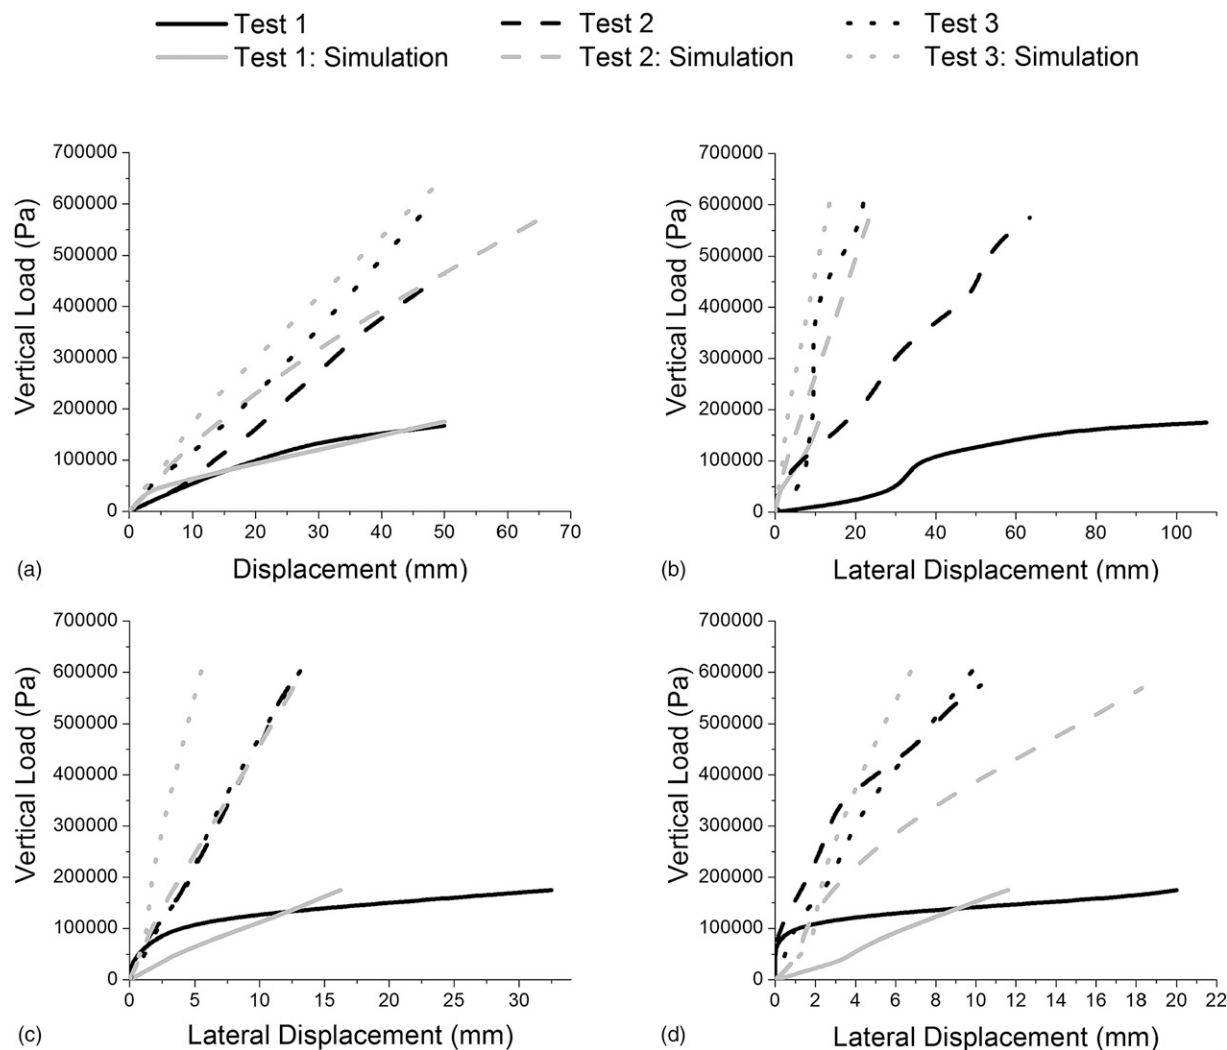 Test 1 Test 2 Test 3
Test 1: Simulation Test 2: Simulation Test 3: Simulation
700000
600000
500000
400000
300000
200000
100000
0
Vertical Load (Pa)
0 10 20 30 40 50 60 70
(a) Displacement (mm)
700000
600000
500000
400000
300000
200000
100000
0
Vertical Load (Pa)
0 20 40 60 80 100
(b) Lateral Displacement (mm)
700000
600000
500000
400000
300000
200000
100000
0
Vertical Load (Pa)
0 5 10 15 20 25 30
(c) Lateral Displacement (mm)
700000
600000
500000
400000
300000
200000
100000
0
Vertical Load (Pa)
0 2 4 6 8 10 12 14 16 18 20 22
(d) Lateral Displacement (mm)